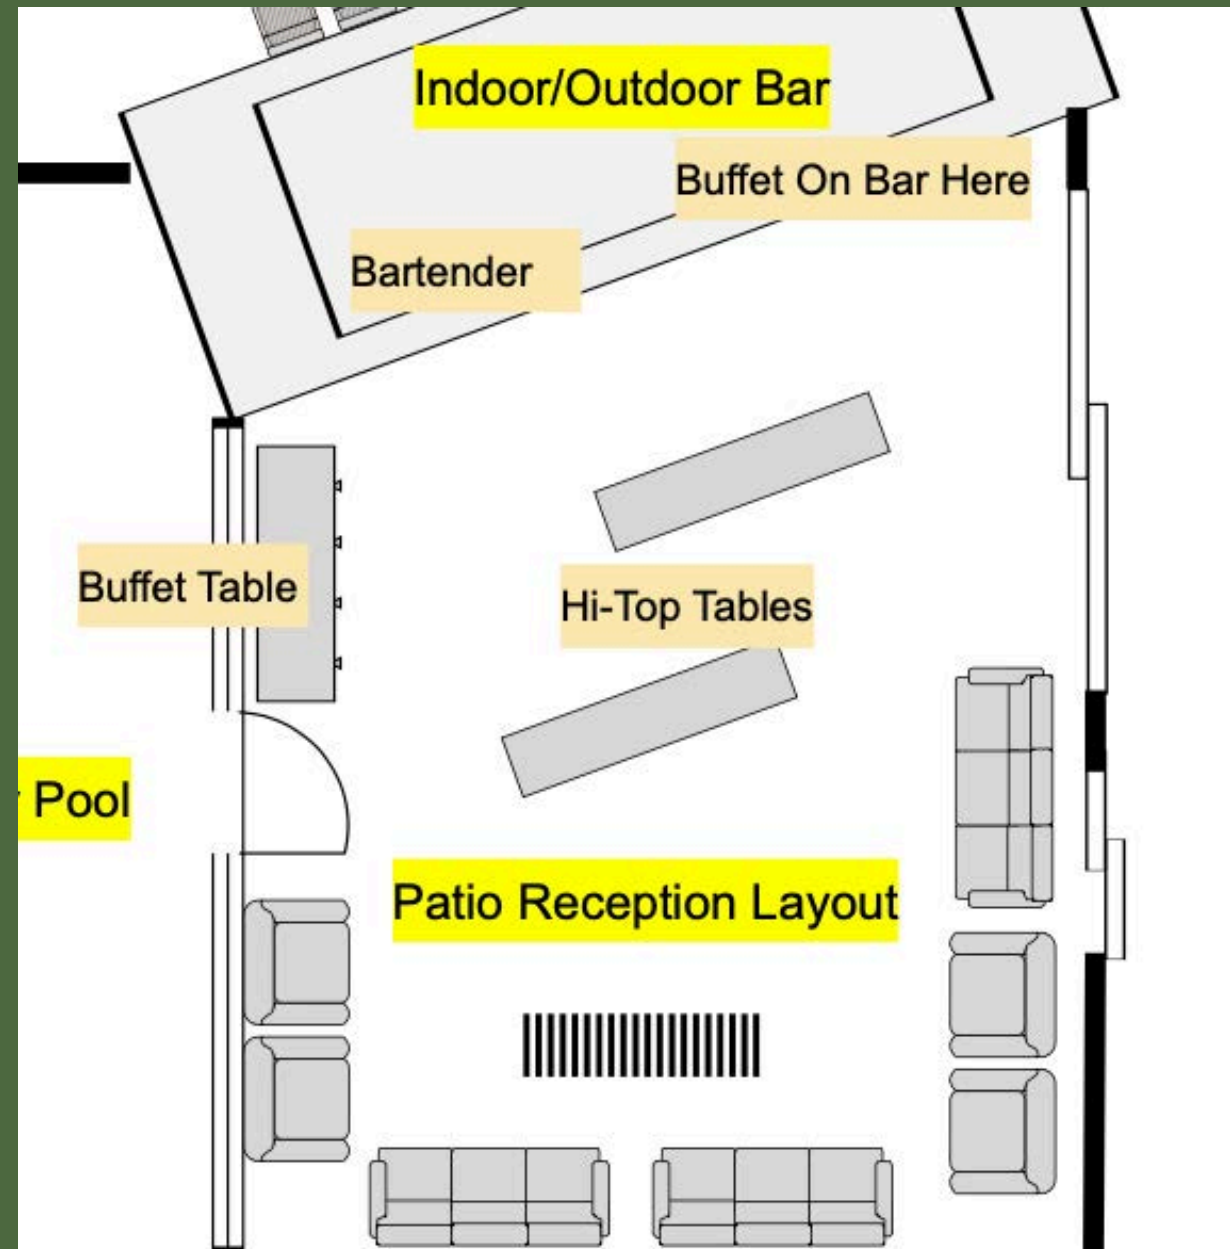 Indoor/Outdoor Bar
Buffet On Bar Here
Bartender
Buffet Table
Hi-Top Tables
Pool
Patio Reception Layout